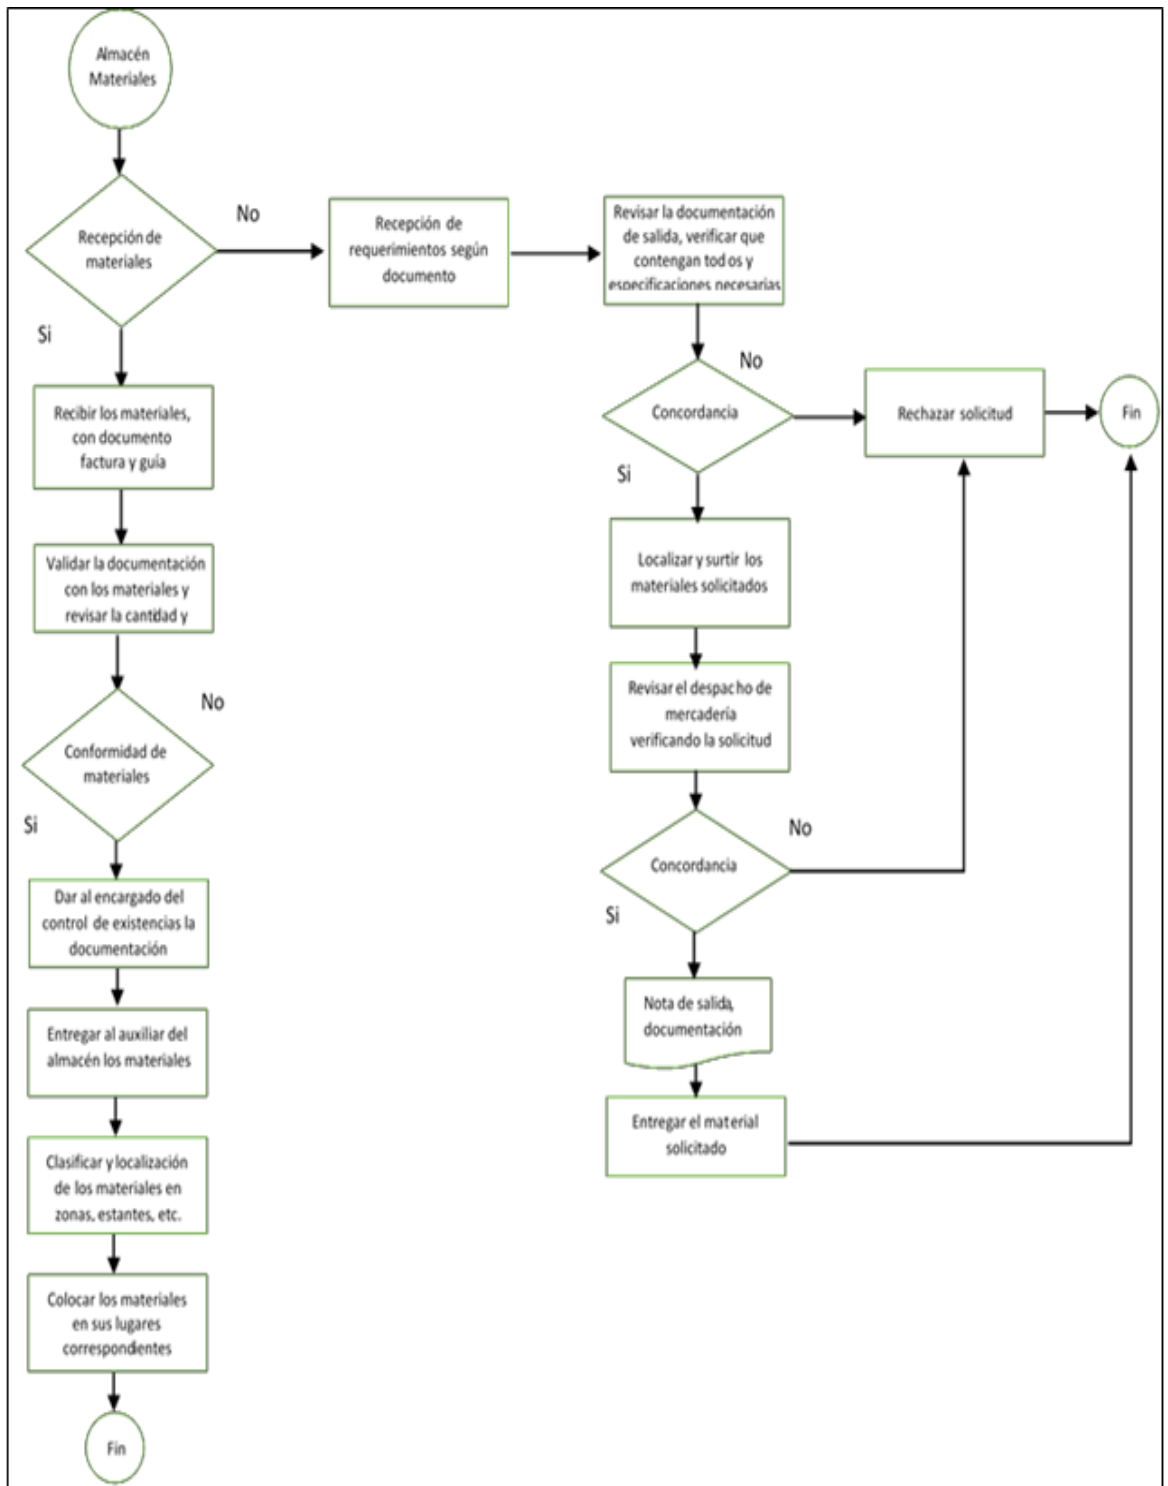 Almacén
Materiales
Recepción de
materiales
No
Si
Recepción de
requerimientos según
documento
Revisar la documentación
de salida, verificar que
contengan tod os y
especificaciones necesarias
Recibir los materiales,
con documento
factura y guía
Validar la documentación
con los materiales y
revisar la cantidad y
Conformidad de
materiales
No
Si
Dar al encargado del
control de existencias la
documentación
Entregar al auxiliar del
almacén los materiales
Clasificar y localización
de los materiales en
zonas, estantes, etc.
Colocar los materiales
en sus lugares
correspondientes
Fin
Concordancia
No
Si
Rechazar solicitud
Fin
Localizar y surtir los
materiales solicitados
Revisar el despacho de
mercadería
verificando la solicitud
Concordancia
No
Si
Nota de salida,
documentación
Entregar el material
solicitado